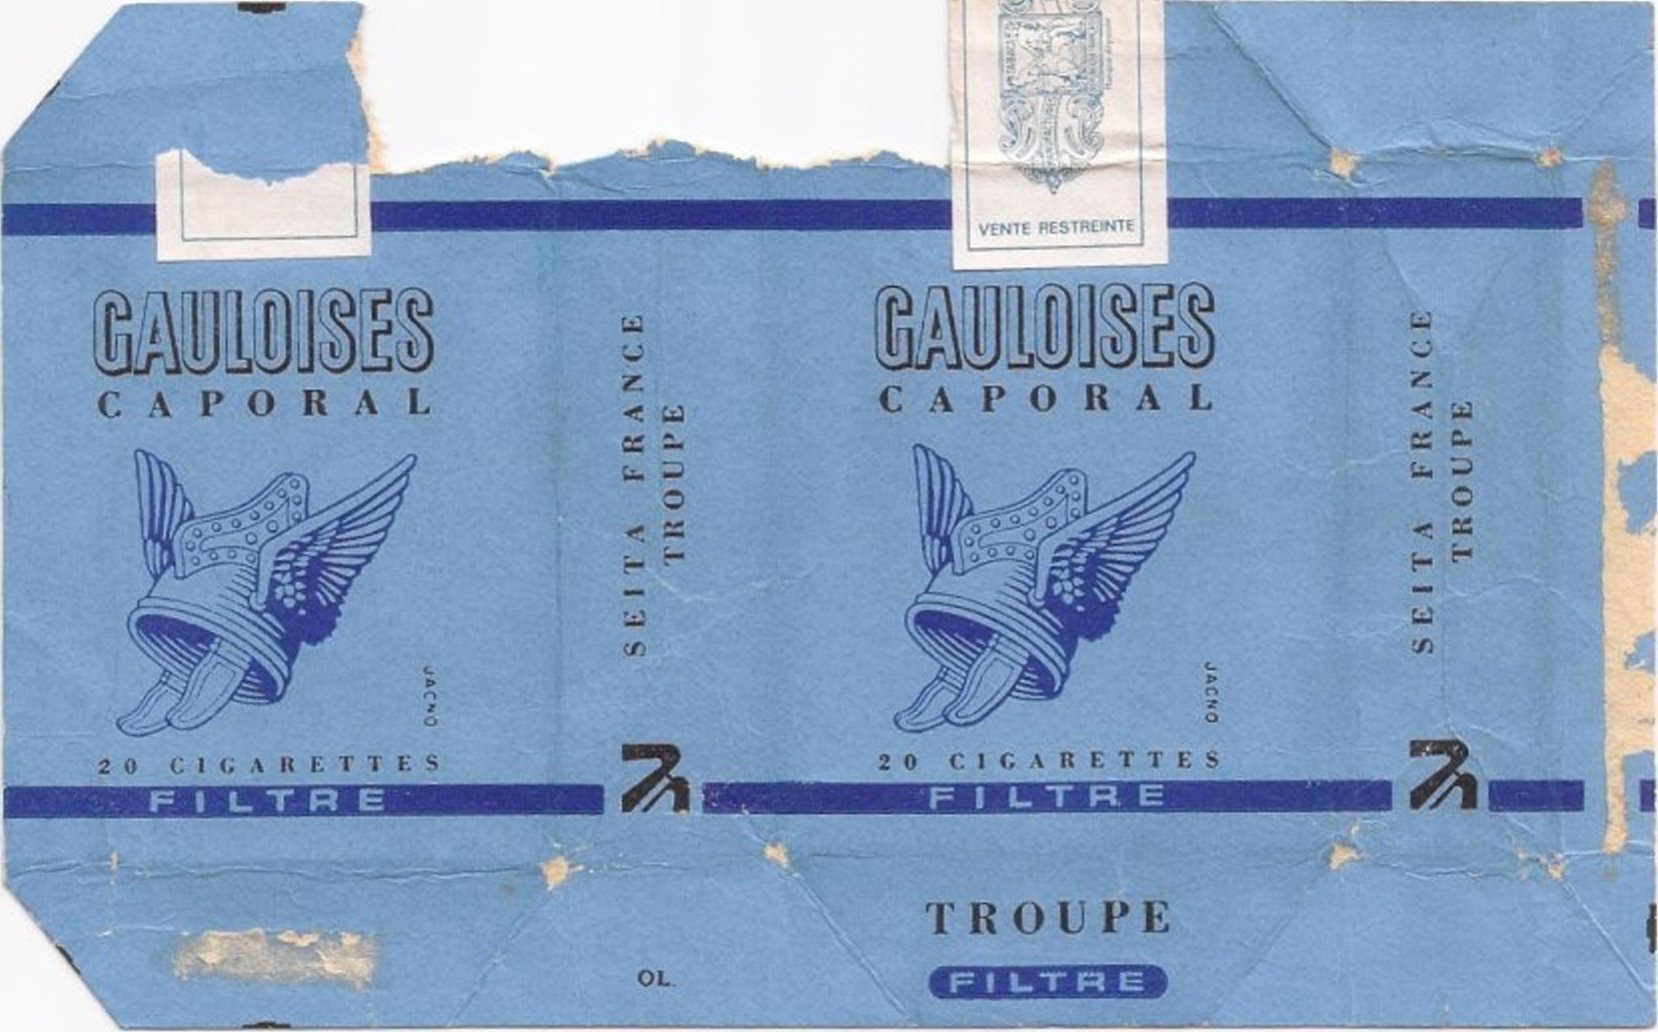 VENTE RESTREINTE
GAULOISES
CAPORAL
JACNO
20 CIGARETTES
FILTRE
SEITA FRANCE
TROUPE
GAULOISES
CAPORAL
JACNO
20 CIGARETTES
FILTRE
SEITA FRANCE
TROUPE
OL.
TROUPE
FILTRE